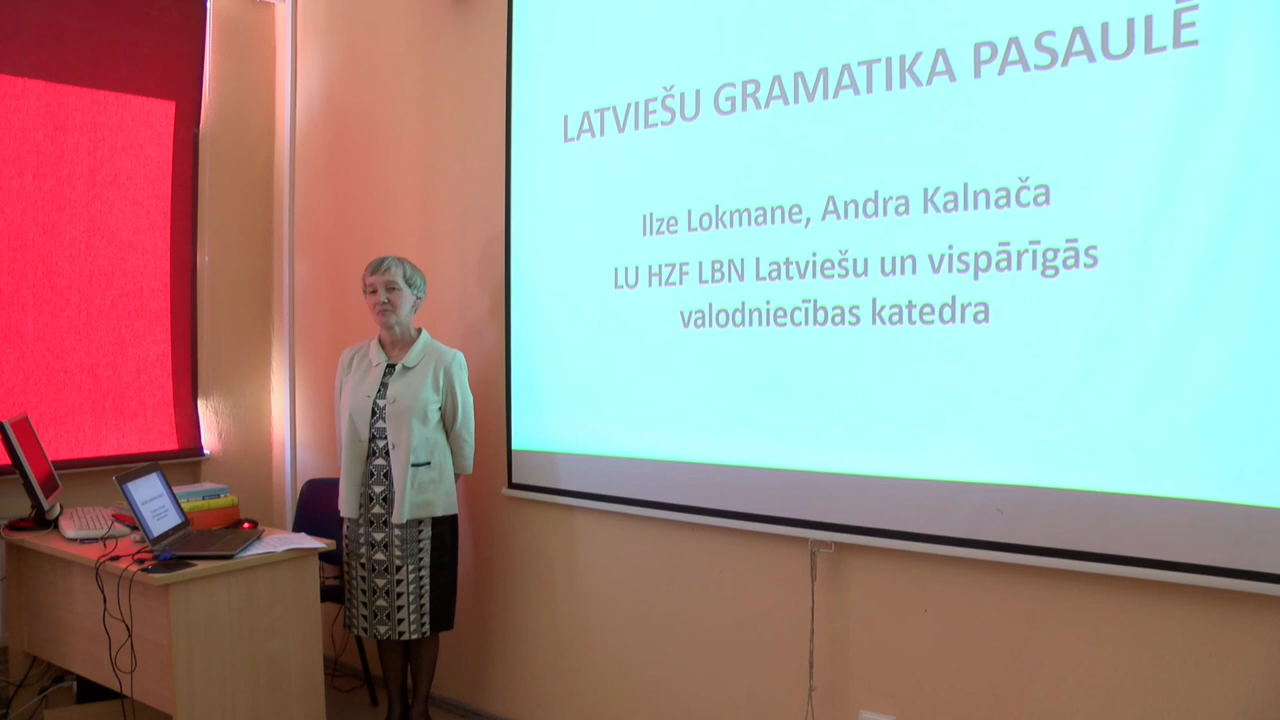 LATVIEŠU GRAMATIKA PASAULĒ
Ilze Lokmane, Andra Kalnača
LU HZF LBN Latviešu un vispārīgās
valodniecības katedra